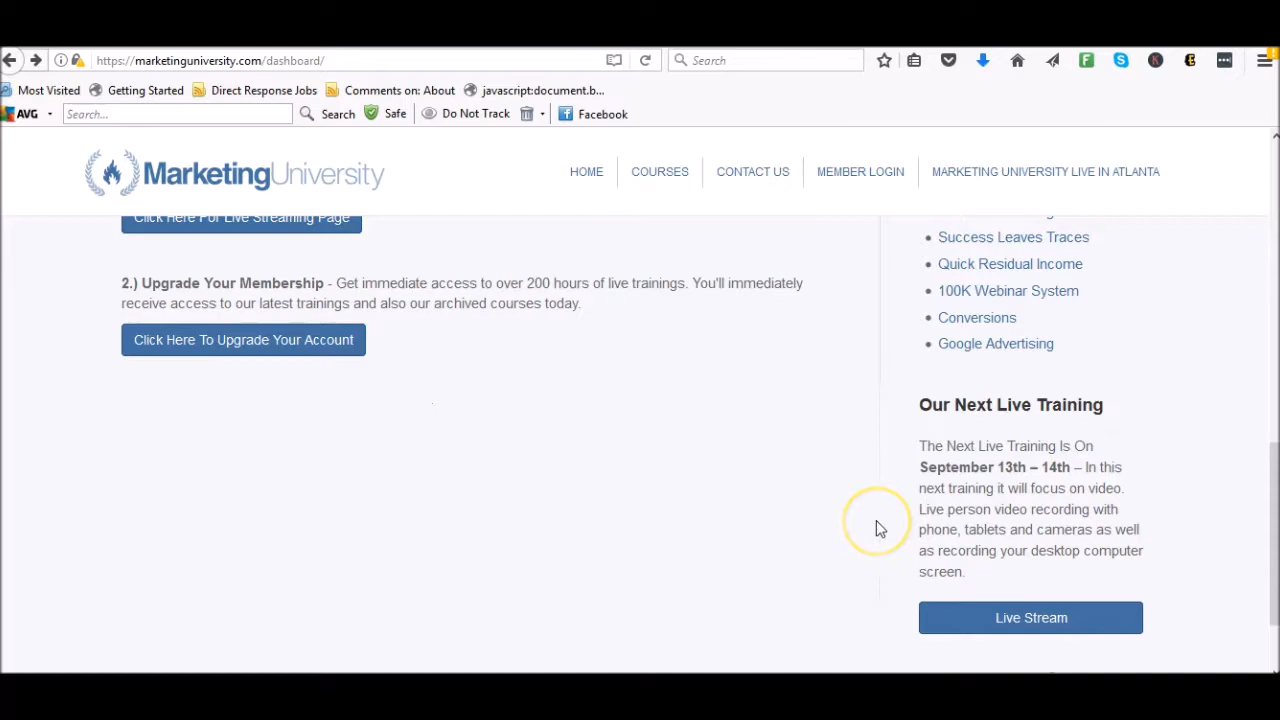 https://marketinguniversity.com/dashboard/
Search
Most Visited
Getting Started
Direct Response Jobs
Comments on: About
javascript:document.b...
AVG
Search...
Search
Safe
Do Not Track
Facebook
MarketingUniversity
HOME
COURSES
CONTACT US
MEMBER LOGIN
MARKETING UNIVERSITY LIVE IN ATLANTA
Click Here For Live Streaming Page
2.) Upgrade Your Membership - Get immediate access to over 200 hours of live trainings. You'll immediately
receive access to our latest trainings and also our archived courses today.
Click Here To Upgrade Your Account
Success Leaves Traces
Quick Residual Income
100K Webinar System
Conversions
Google Advertising
Our Next Live Training
The Next Live Training Is On
September 13th – 14th – In this
next training it will focus on video.
Live person video recording with
phone, tablets and cameras as well
as recording your desktop computer
screen.
Live Stream